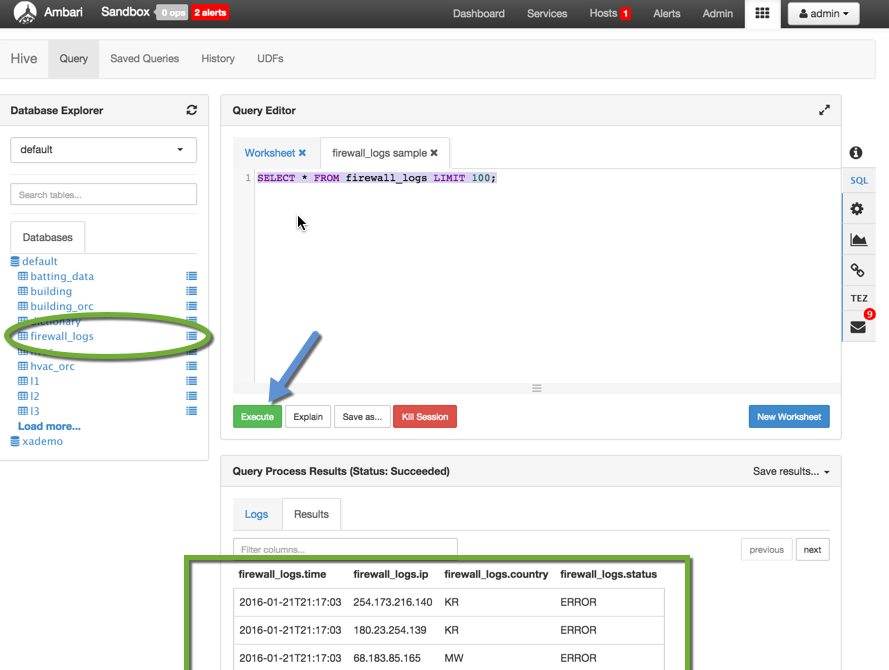 Ambari Sandbox 0 ops 2 alerts Dashboard Services Hosts 1 Alerts Admin admin
Hive Query Saved Queries History UDFs
Database Explorer
default
Search tables...
Databases
default
batting_data
building
building_orc
dictionary
firewall_logs
hvac_orc
l1
l2
l3
Load more...
xademo
Query Editor
Worksheet firewall_logs sample
1 SELECT * FROM firewall_logs LIMIT 100;
Execute Explain Save as... Kill Session New Worksheet
SQL
TEZ
9
Query Process Results (Status: Succeeded) Save results...
Logs Results
Filter columns... previous next
firewall_logs.time firewall_logs.ip firewall_logs.country firewall_logs.status
2016-01-21T21:17:03 254.173.216.140 KR ERROR
2016-01-21T21:17:03 180.23.254.139 KR ERROR
2016-01-21T21:17:03 68.183.85.165 MW ERROR